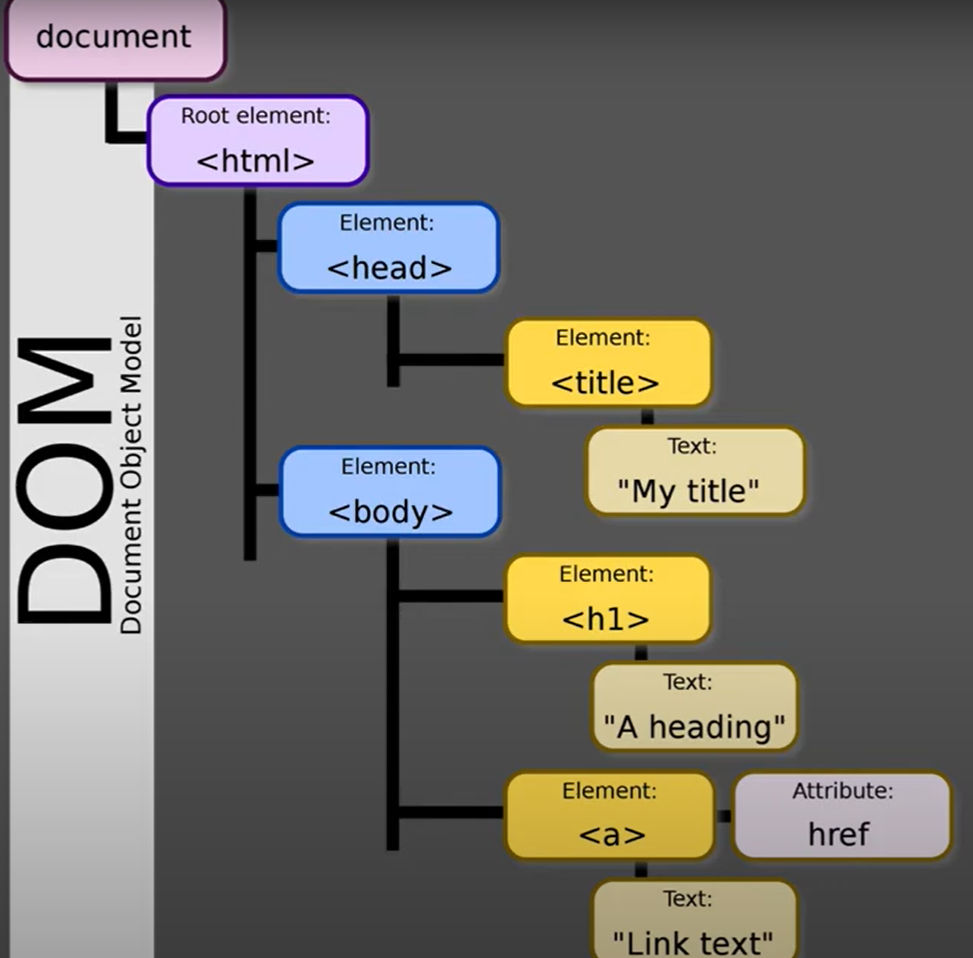 document
Root element:
<html>
Element:
<head>
Element:
<title>
Text:
"My title"
Element:
<body>
Element:
<h1>
Text:
"A heading"
Element:
<a>
Attribute:
href
Text:
"Link text"
DOM
Document Object Model